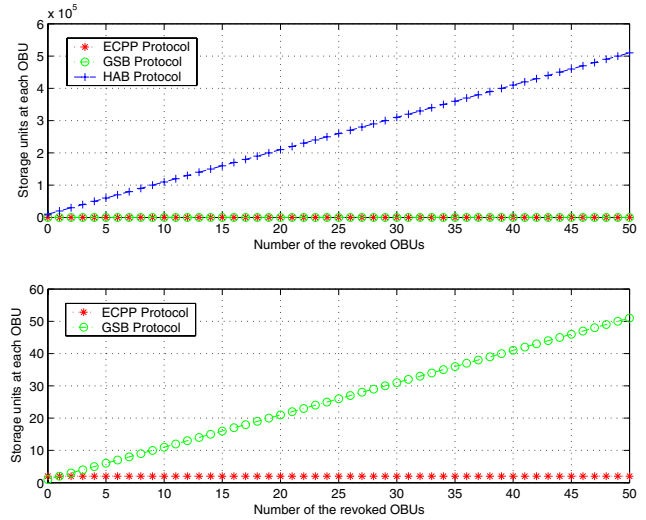 x 10^5
Storage units at each OBU
6
5
4
3
2
1
0
ECPP Protocol
GSB Protocol
HAB Protocol
0 5 10 15 20 25 30 35 40 45 50
Number of the revoked OBUs
Storage units at each OBU
60
50
40
30
20
10
0
ECPP Protocol
GSB Protocol
0 5 10 15 20 25 30 35 40 45 50
Number of the revoked OBUs